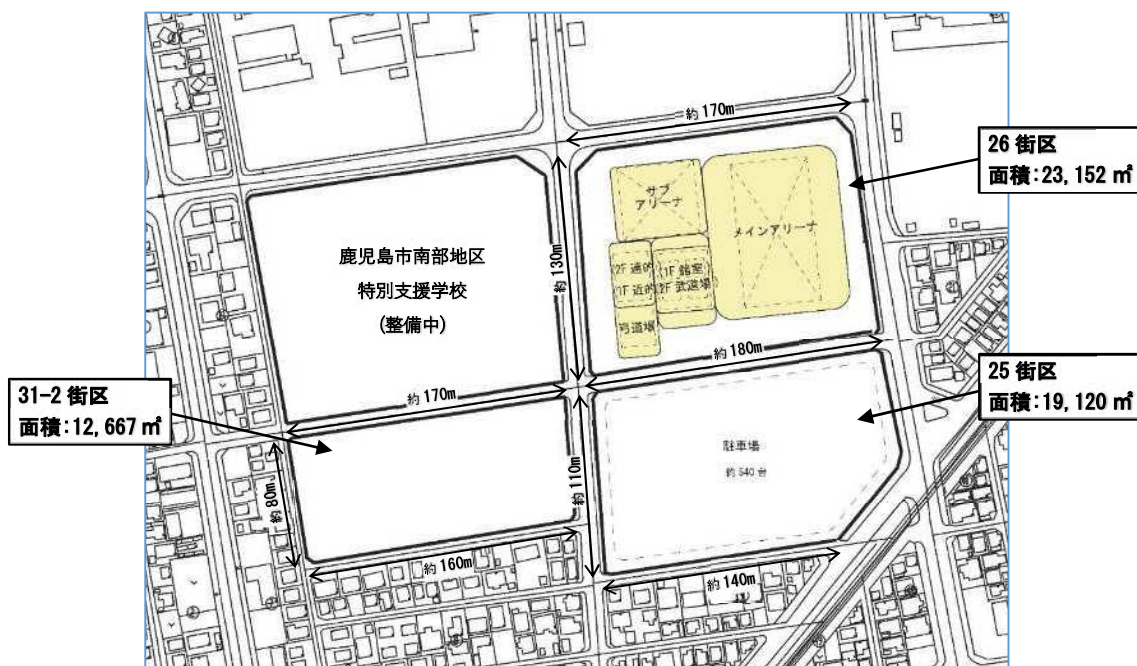 約 170m
26 街区
面積:23,152 ㎡
サブ
アリーナ
メインアリーナ
鹿児島市南部地区
特別支援学校
(整備中)
約 130m
2F 遠的
1F 近的
弓道場
(1F 諸室)
2F 武道場
約 180m
25 街区
面積:19,120 ㎡
31-2 街区
面積:12,667 ㎡
約 170m
駐車場
約 540 台
約 80m
約 110m
約 160m
約 140m